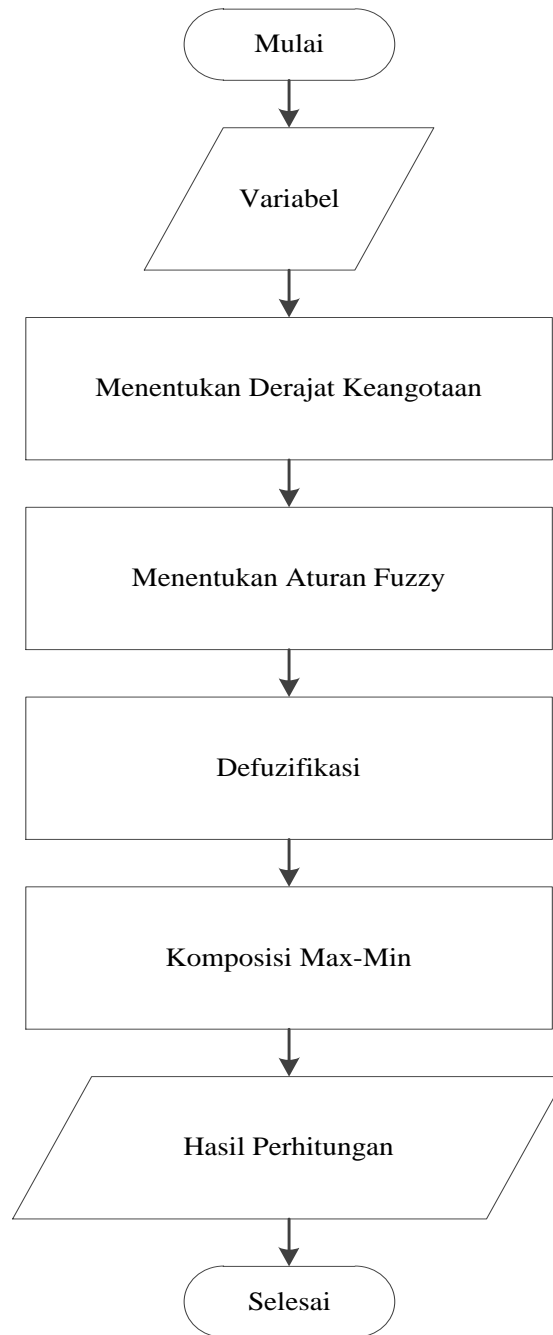 Mulai
Variabel
Menentukan Derajat Keangotaan
Menentukan Aturan Fuzzy
Defuzifikasi
Komposisi Max-Min
Hasil Perhitungan
Selesai